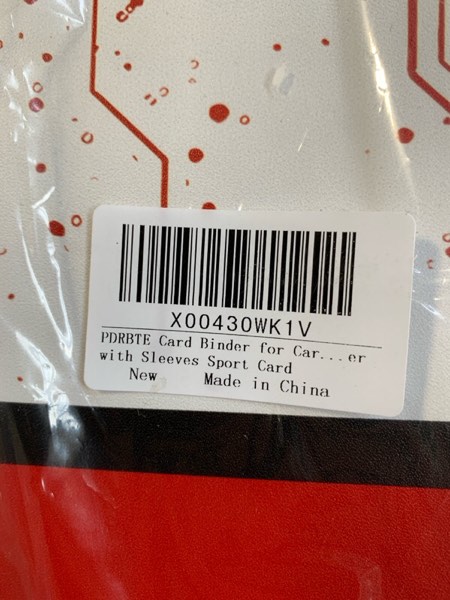 X00430WK1V
PDRBTE Card Binder for Car...er
with Sleeves Sport Card
New Made in China